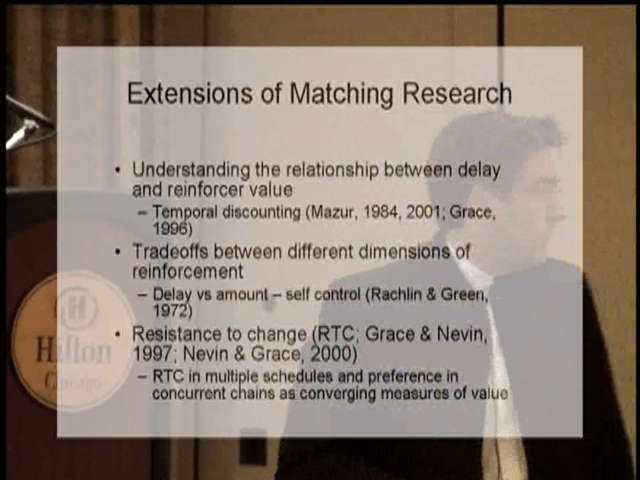 Extensions of Matching Research
• Understanding the relationship between delay
and reinforcer value
– Temporal discounting (Mazur, 1984, 2001; Grace,
1996)
• Tradeoffs between different dimensions of
reinforcement
– Delay vs amount – self control (Rachlin & Green,
1972)
• Resistance to change (RTC; Grace & Nevin,
1997; Nevin & Grace, 2000)
– RTC in multiple schedules and preference in
concurrent chains as converging measures of value
H
Hilton
Chicago